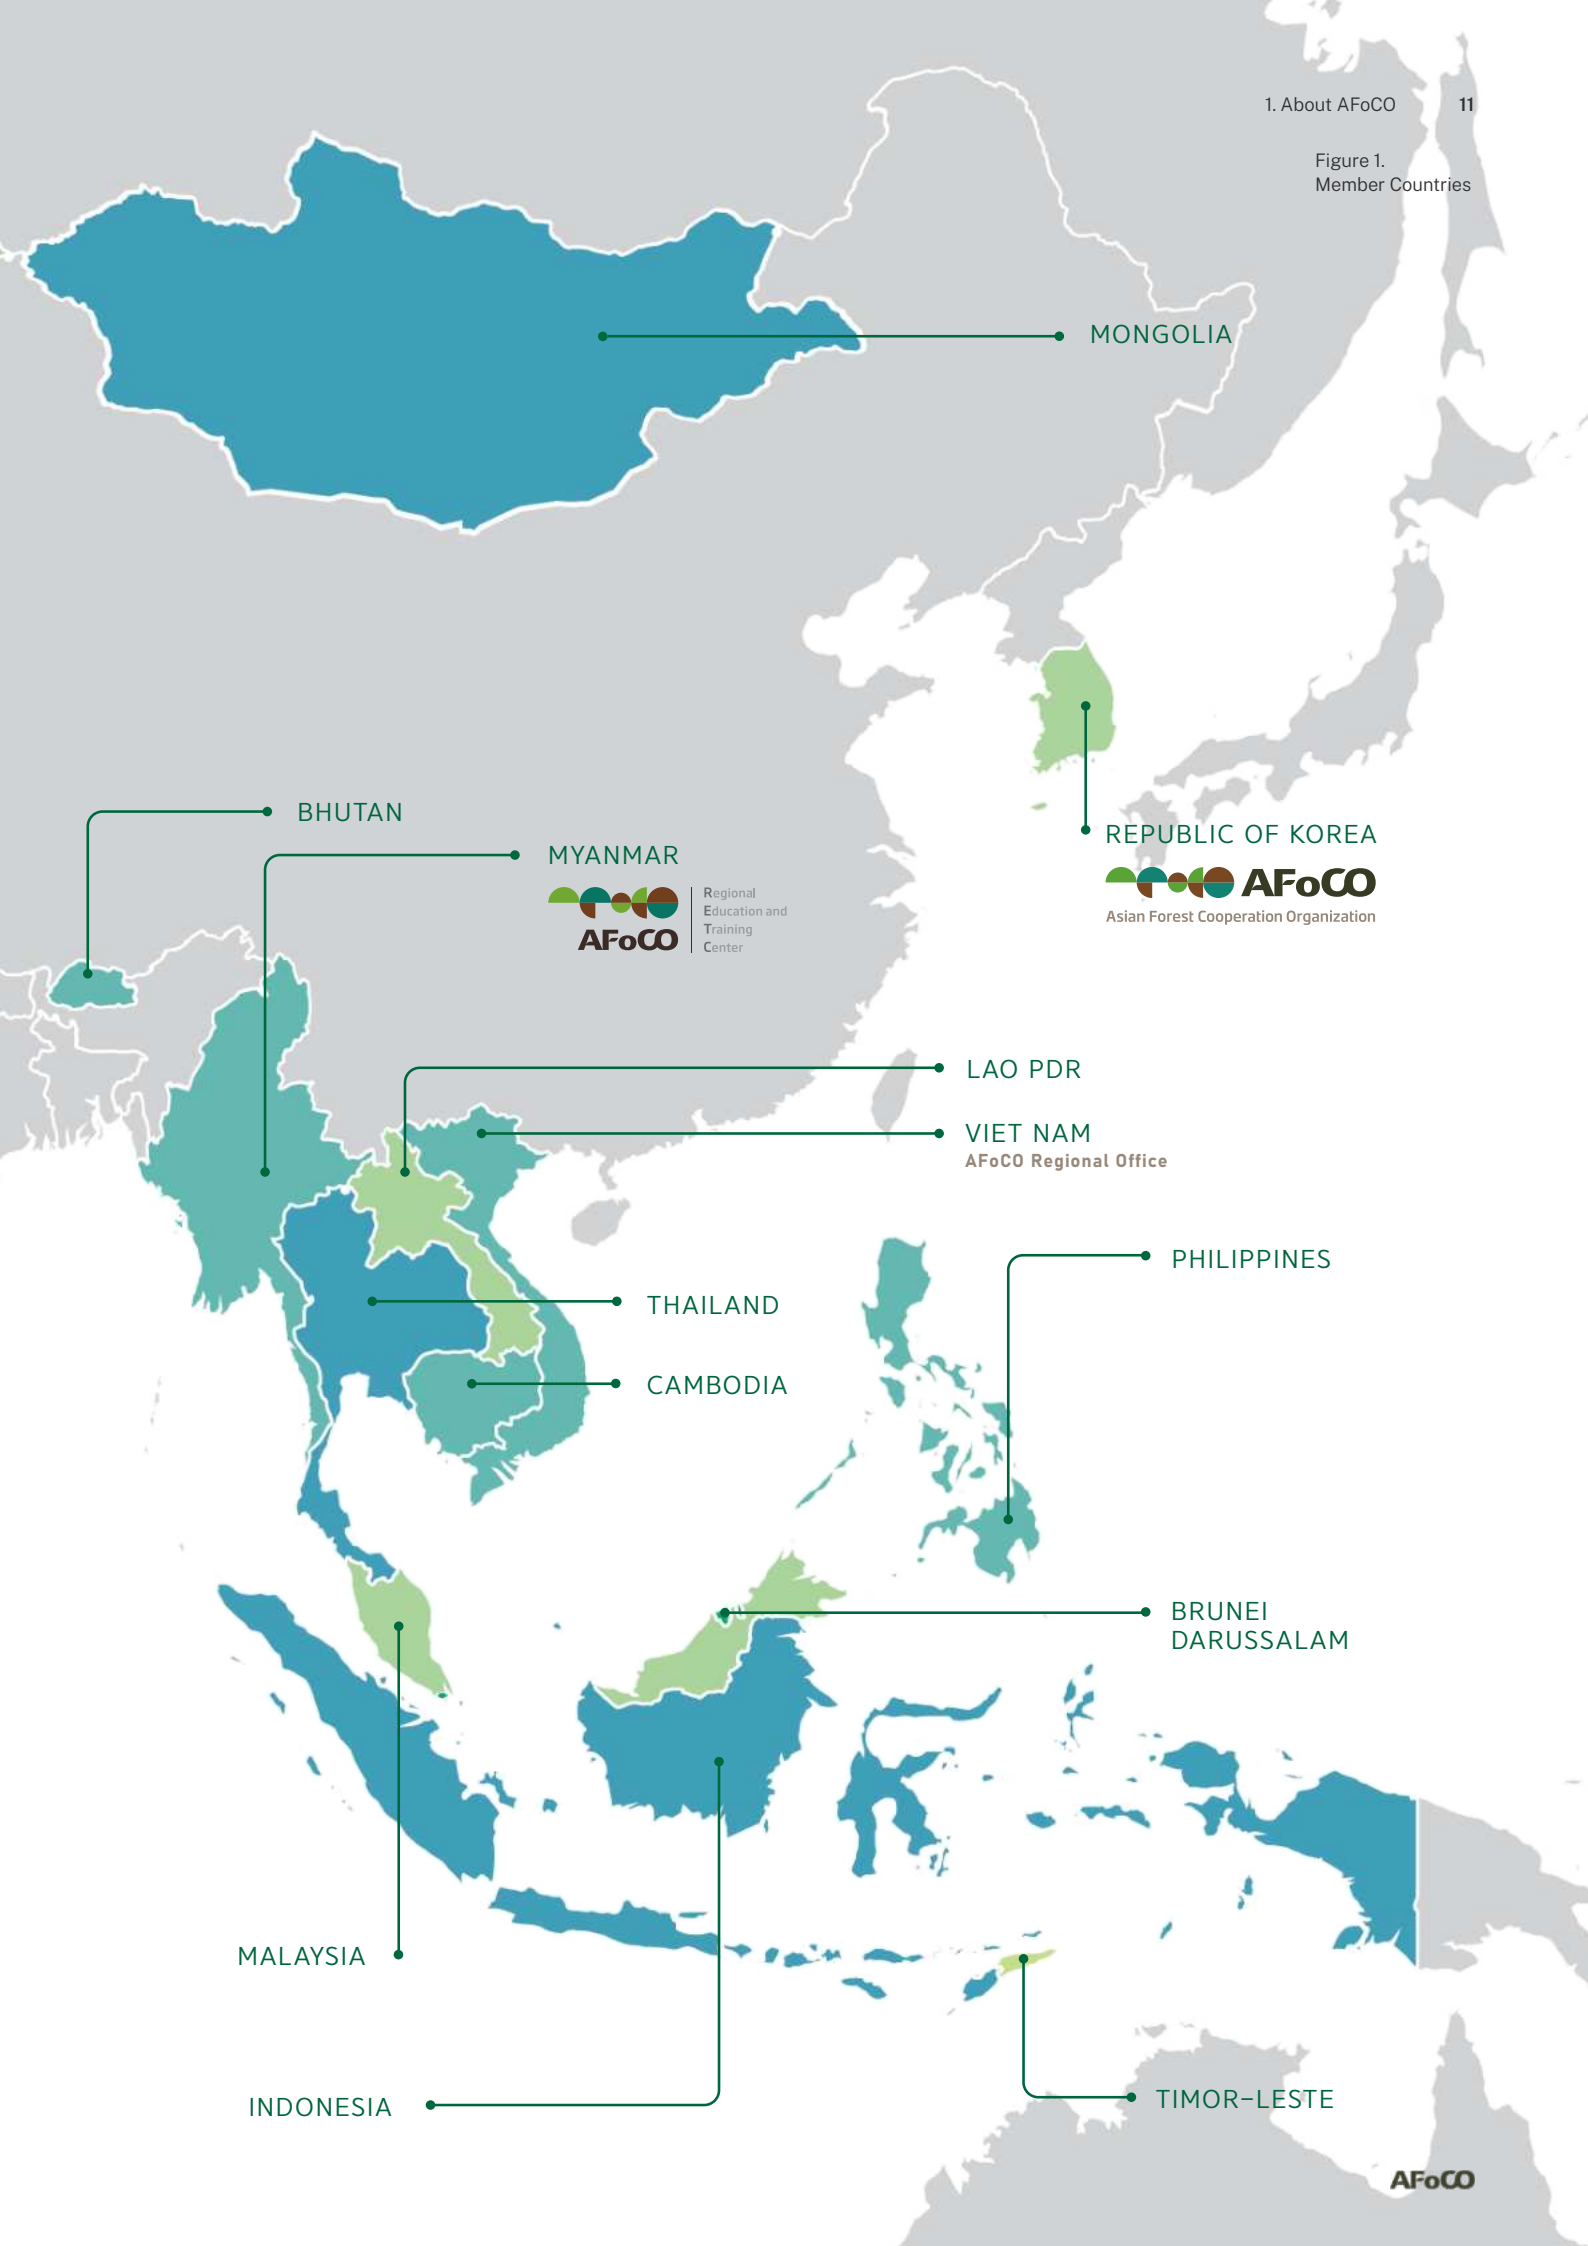 1. About AFoCO 11
Figure 1.
Member Countries
MONGOLIA
BHUTAN
MYANMAR
AFoCO
Regional
Education and
Training
Center
REPUBLIC OF KOREA
AFoCO
Asian Forest Cooperation Organization
LAO PDR
VIET NAM
AFoCO Regional Office
PHILIPPINES
THAILAND
CAMBODIA
BRUNEI
DARUSSALAM
MALAYSIA
INDONESIA
TIMOR-LESTE
AFoCO